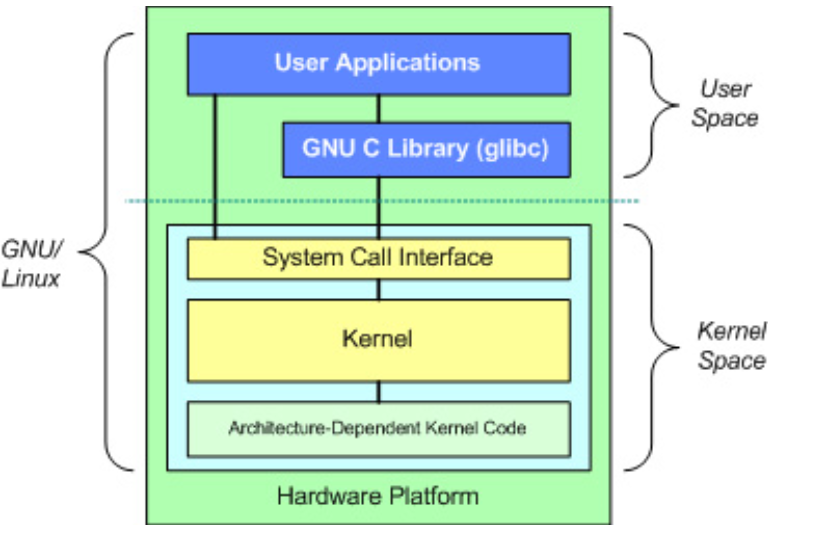 User Applications
User
Space
GNU C Library (glibc)
GNU/
Linux
System Call Interface
Kernel
Kernel
Space
Architecture-Dependent Kernel Code
Hardware Platform